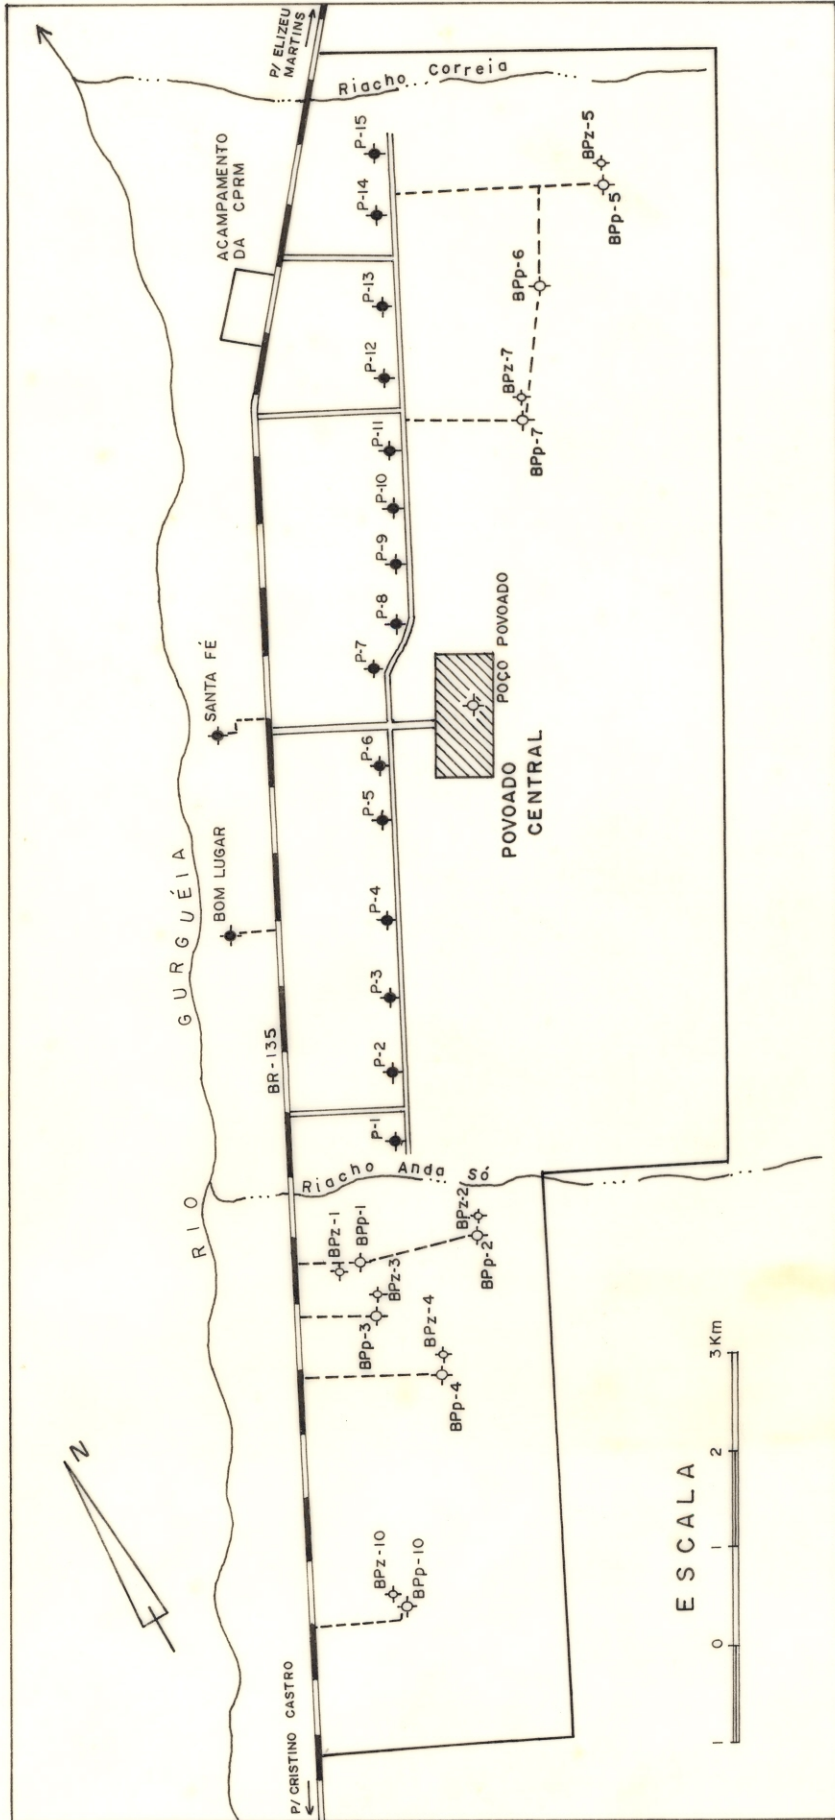 P/ ELIZEU
MARTINS
Riacho Correia
ACAMPAMENTO
DA CPRM
P-15
P-14
P-13
P-12
P-11
P-10
P-9
P-8
P-7
P-6
P-5
P-4
P-3
P-2
P-1
BPz-5
BPp-5
BPp-6
BPz-7
BPp-7
SANTA FÉ
BOM LUGAR
POÇO POVOADO
POVOADO
CENTRAL
RIO GURGUÉIA
BR-135
Riacho Anda Só
BPz-1
BPp-1
BPz-2
BPp-2
BPz-3
BPp-3
BPz-4
BPp-4
BPz-10
BPp-10
N
P/ CRISTINO CASTRO
ESCALA
1 0 1 2 3 Km